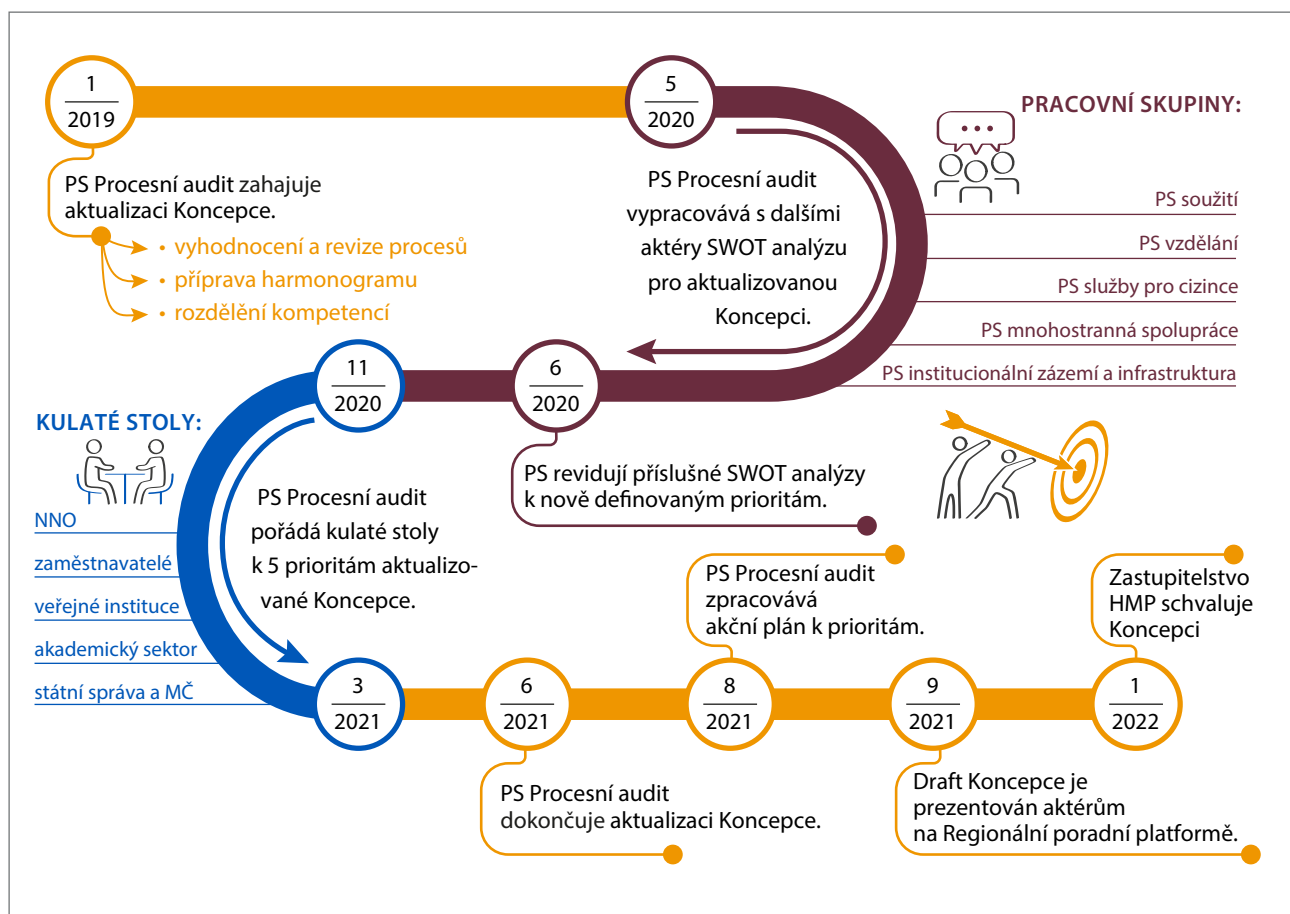 1
2019
PS Procesní audit zahajuje
aktualizaci Koncepce.
• vyhodnocení a revize procesů
• příprava harmonogramu
• rozdělění kompetencí
5
2020
PS Procesní audit
vypracovává s dalšími
aktéry SWOT analýzu
pro aktualizovanou
Koncepci.
PRACOVNÍ SKUPINY:
PS soužití
PS vzdělání
PS služby pro cizince
PS mnohostranná spolupráce
PS institucionální zázemí a infrastruktura
6
2020
PS revidují příslušné SWOT analýzy
k nově definovaným prioritám.
11
2020
KULATÉ STOLY:
NNO
zaměstnavatelé
veřejné instituce
akademický sektor
státní správa a MČ
PS Procesní audit
pořádá kulaté stoly
k 5 prioritám aktualizo-
vané Koncepce.
3
2021
6
2021
PS Procesní audit
dokončuje aktualizaci Koncepce.
PS Procesní audit
zpracovává
akční plán k prioritám.
8
2021
9
2021
Draft Koncepce je
prezentován aktérům
na Regionální poradní platformě.
Zastupitelstvo
HMP schvaluje
Koncepci
1
2022